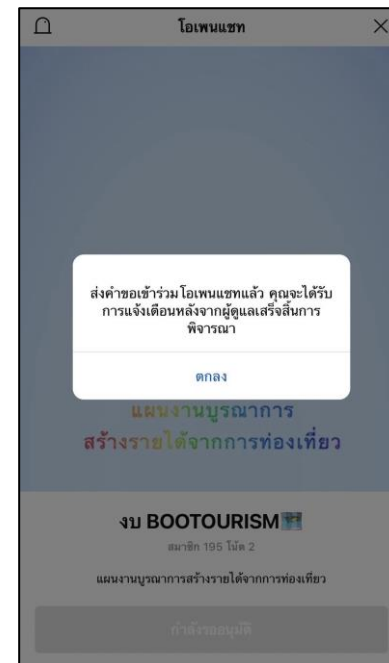 โอเพนแชท
ส่งคำขอเข้าร่วมโอเพนแชทแล้ว คุณจะได้รับ
การแจ้งเตือนหลังจากผู้ดูแลเสร็จสิ้นการ
พิจารณา
ตกลง
แผนงานบูรณาการ
สร้างรายได้จากการท่องเที่ยว
งบ BOOTOURISM
สมาชิก 195 โน้ต 2
แผนงานบูรณาการสร้างรายได้จากการท่องเที่ยว
กำลังรออนุมัติ